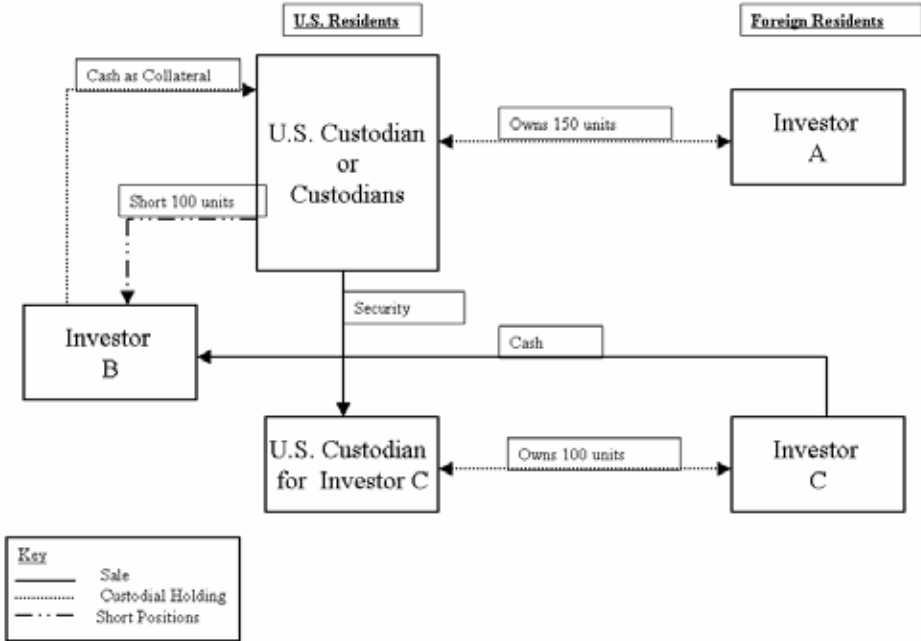 U.S. Residents
Foreign Residents
Cash as Collateral
U.S. Custodian
or
Custodians
Owns 150 units
Investor
A
Short 100 units
Security
Investor
B
Cash
U.S. Custodian
for Investor C
Owns 100 units
Investor
C
Key
Sale
Custodial Holding
Short Positions